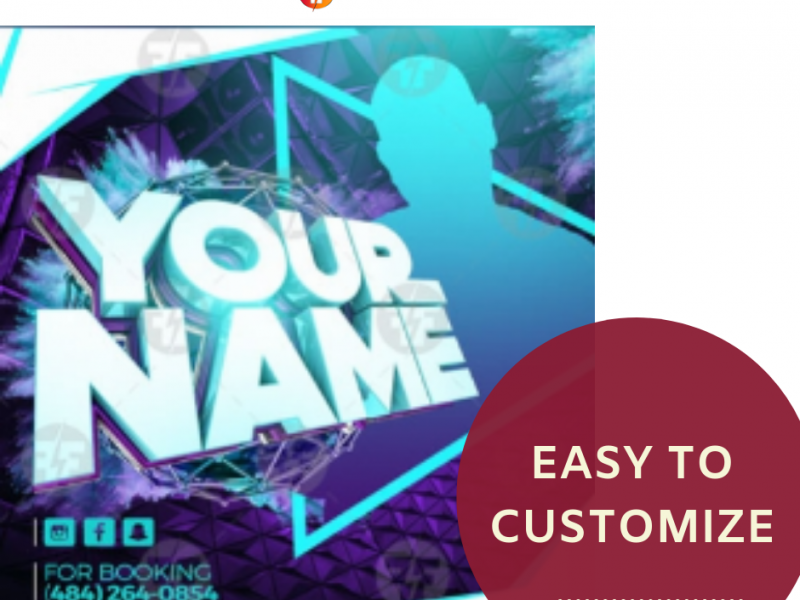 YOUR
NAME
EASY TO
CUSTOMIZE
FOR BOOKING
(484) 264-0854